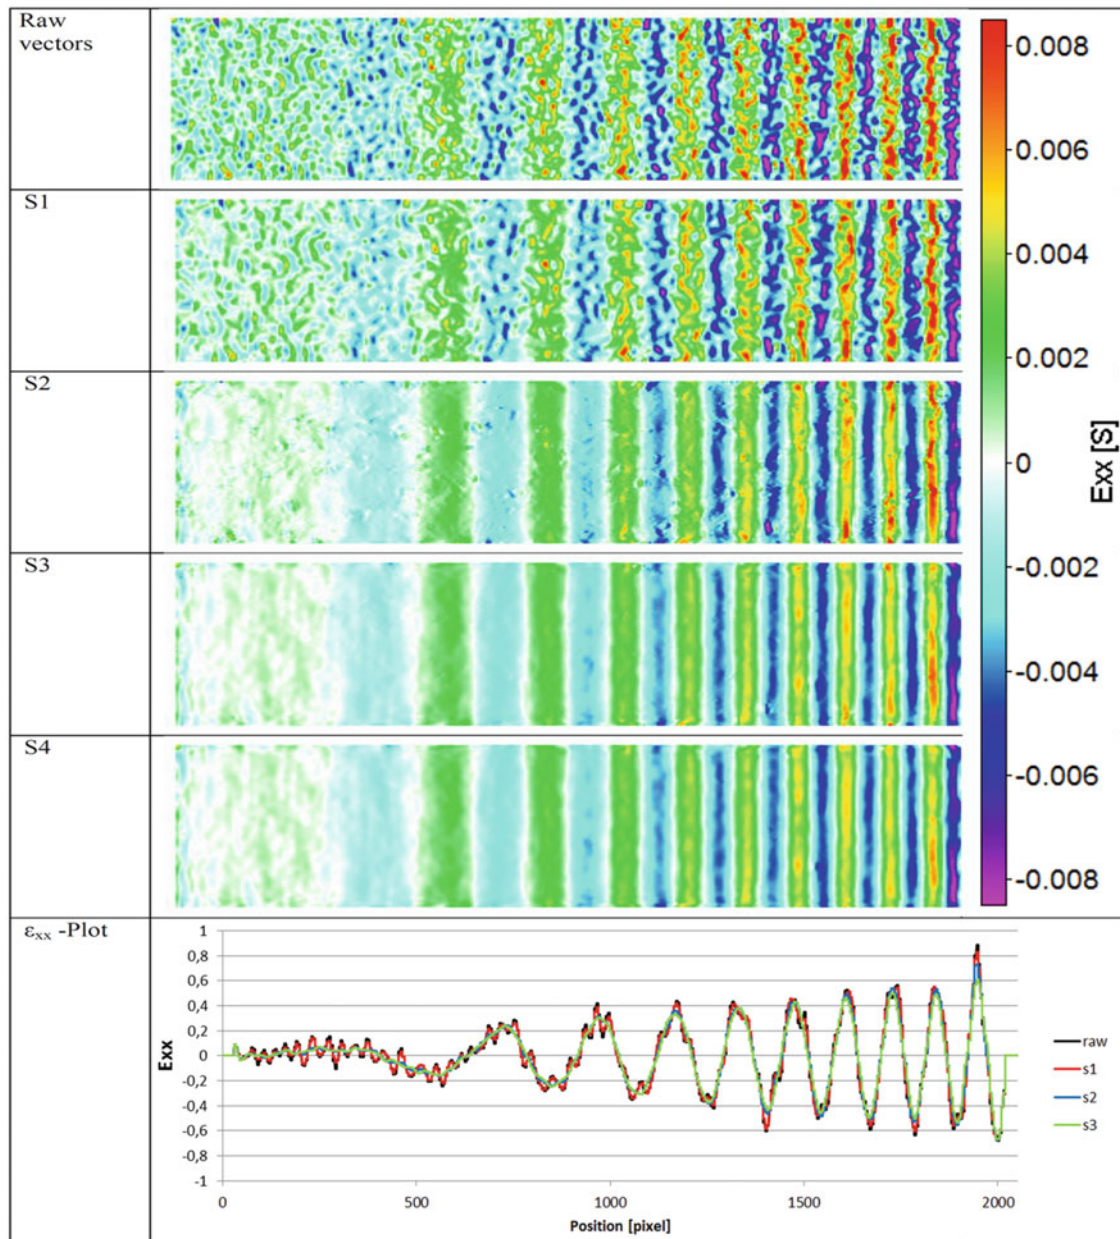 Raw
vectors
S1
S2
S3
S4
0.008
0.006
0.004
0.002
0
-0.002
-0.004
-0.006
-0.008
Exx [S]
εxx -Plot
1
0,8
0,6
0,4
0,2
0
-0,2
-0,4
-0,6
-0,8
-1
Exx
0 500 1000 1500 2000
Position [pixel]
raw
s1
s2
s3